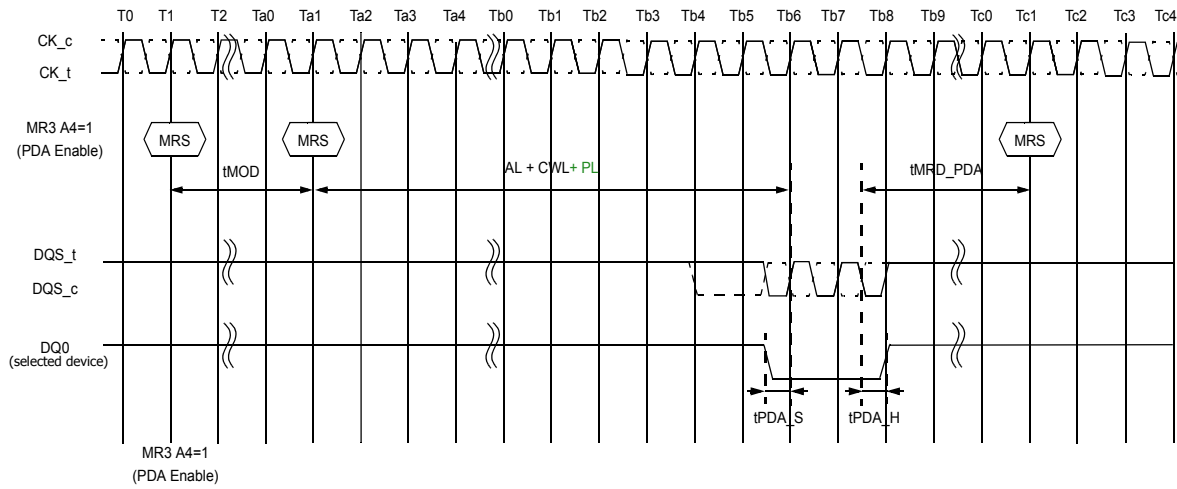 T0 T1 T2 Ta0 Ta1 Ta2 Ta3 Ta4 Tb0 Tb1 Tb2 Tb3 Tb4 Tb5 Tb6 Tb7 Tb8 Tb9 Tc0 Tc1 Tc2 Tc3 Tc4
CK_c
CK_t
MR3 A4=1
(PDA Enable)
MRS MRS MRS
tMOD AL + CWL+ PL tMRD_PDA
DQS_t
DQS_c
DQ0
(selected device)
tPDA_S tPDA_H
MR3 A4=1
(PDA Enable)